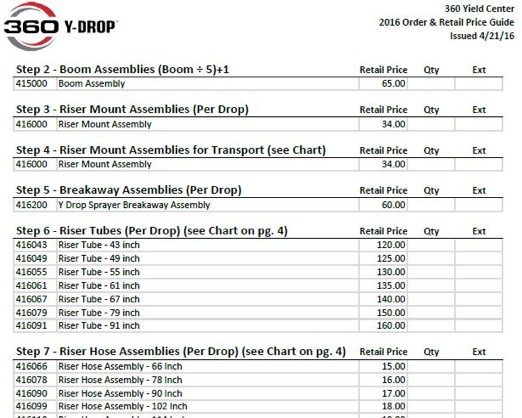 360 Y-DROP™
360 Yield Center
2016 Order & Retail Price Guide
Issued 4/21/16
Step 2 - Boom Assemblies (Boom ÷ 5)+1 Retail Price Qty Ext
415000 Boom Assembly 65.00
Step 3 - Riser Mount Assemblies (Per Drop) Retail Price Qty Ext
416000 Riser Mount Assembly 34.00
Step 4 - Riser Mount Assemblies for Transport (see Chart) Retail Price Qty Ext
416000 Riser Mount Assembly 34.00
Step 5 - Breakaway Assemblies (Per Drop) Retail Price Qty Ext
416200 Y Drop Sprayer Breakaway Assembly 60.00
Step 6 - Riser Tubes (Per Drop) (see Chart on pg. 4) Retail Price Qty Ext
416043 Riser Tube - 43 inch 120.00
416049 Riser Tube - 49 inch 125.00
416055 Riser Tube - 55 inch 130.00
416061 Riser Tube - 61 inch 135.00
416067 Riser Tube - 67 inch 140.00
416079 Riser Tube - 79 inch 150.00
416091 Riser Tube - 91 inch 160.00
Step 7 - Riser Hose Assemblies (Per Drop) (see Chart on pg. 4) Retail Price Qty Ext
416066 Riser Hose Assembly - 66 Inch 15.00
416078 Riser Hose Assembly - 78 Inch 16.00
416090 Riser Hose Assembly - 90 Inch 17.00
416099 Riser Hose Assembly - 102 Inch 18.00